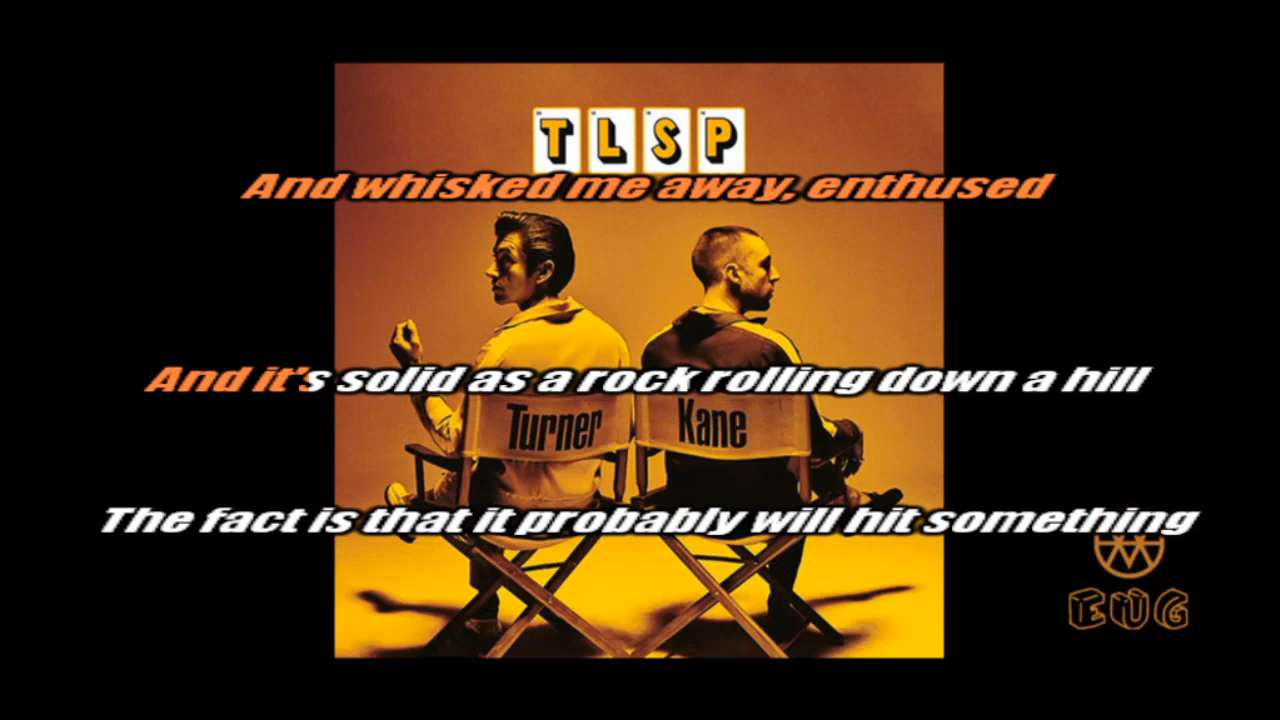 TLSP
And whisked me away, enthused
And it's solid as a rock rolling down a hill
Turner Kane
The fact is that it probably will hit something
EUG